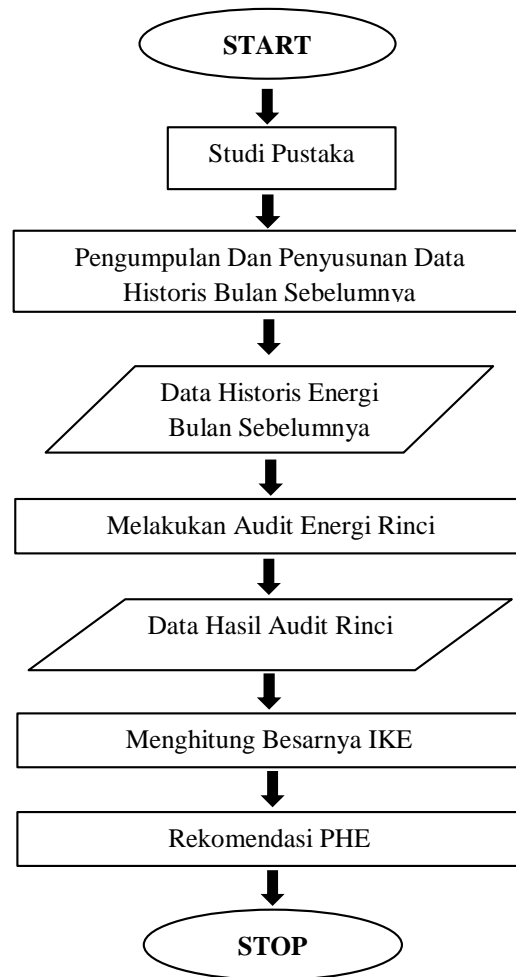 START
Studi Pustaka
Pengumpulan Dan Penyusunan Data
Historis Bulan Sebelumnya
Data Historis Energi
Bulan Sebelumnya
Melakukan Audit Energi Rinci
Data Hasil Audit Rinci
Menghitung Besarnya IKE
Rekomendasi PHE
STOP